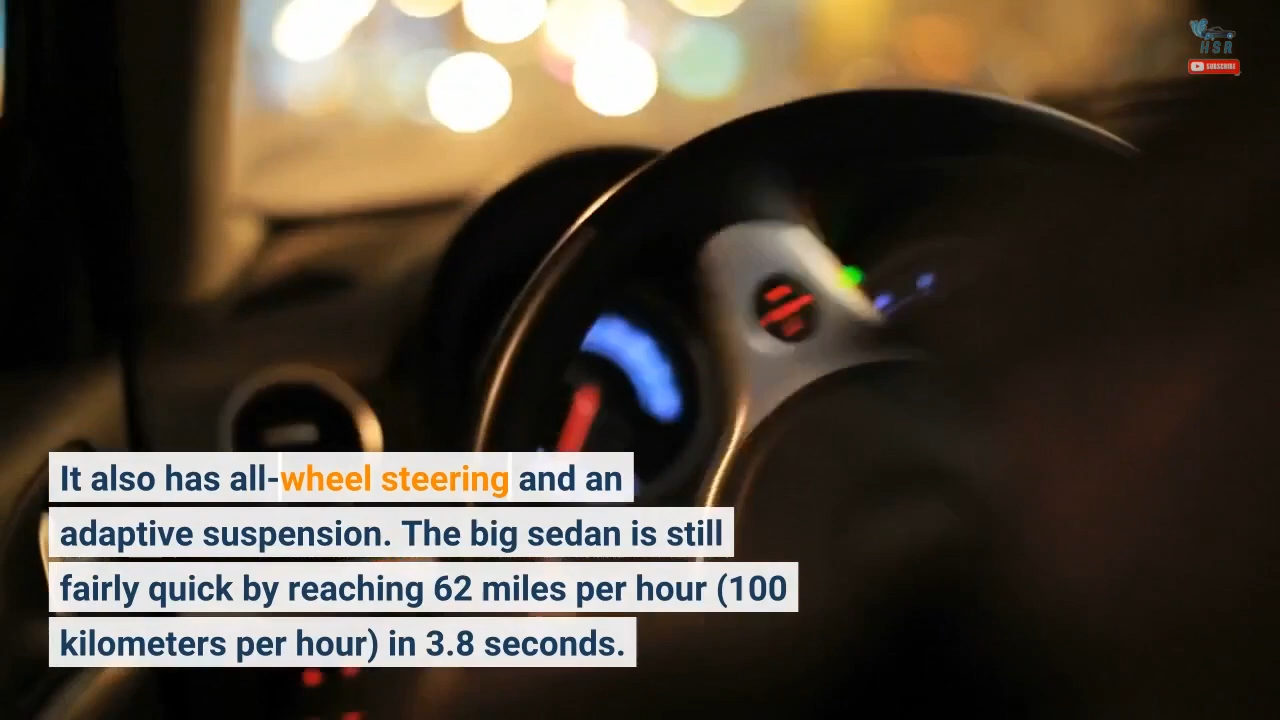 HSR
SUBSCRIBE
It also has all-wheel steering and an
adaptive suspension. The big sedan is still
fairly quick by reaching 62 miles per hour (100
kilometers per hour) in 3.8 seconds.